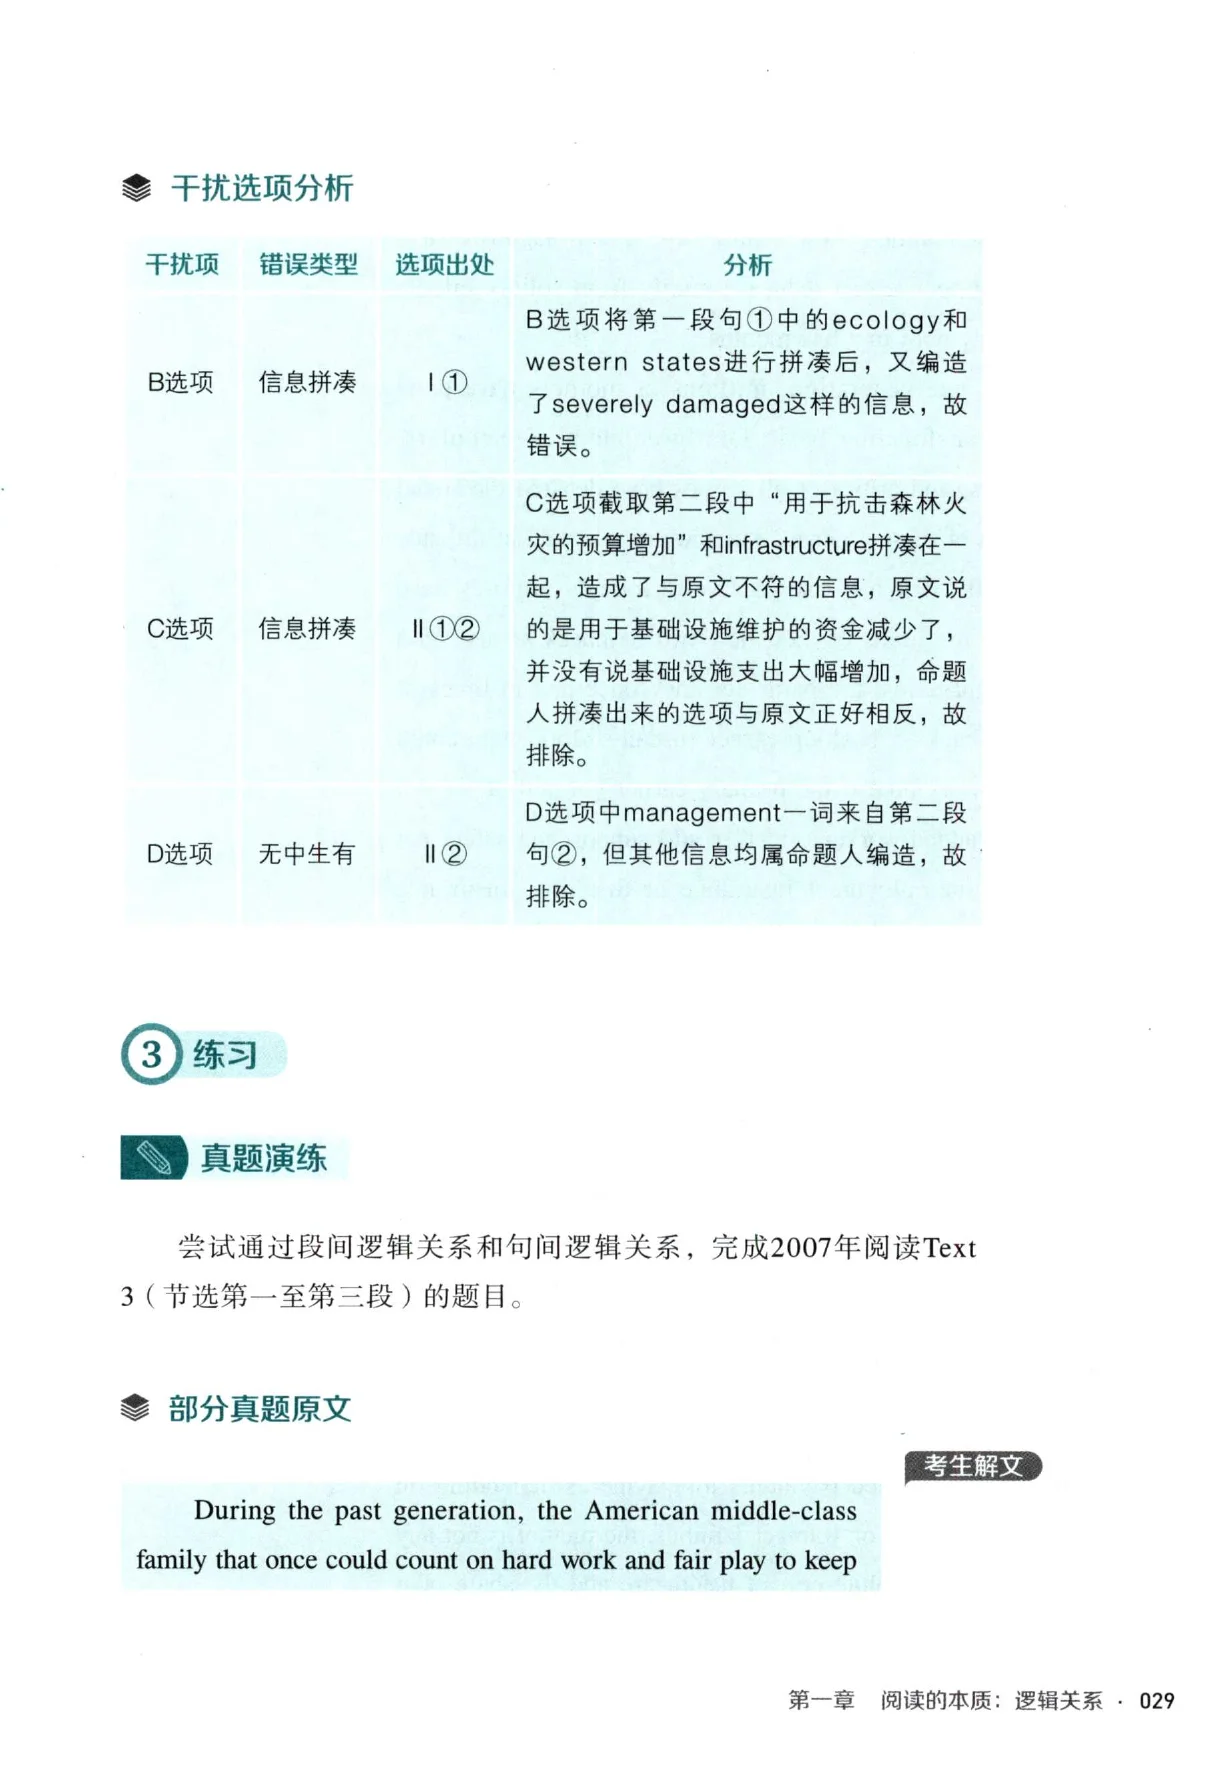 干扰选项分析
干扰项 错误类型 选项出处 分析
B选项将第一段句①中的ecology和
western states进行拼凑后，又编造
B选项 信息拼凑 I①
了severely damaged这样的信息，故
错误。
C选项截取第二段中“用于抗击森林火
灾的预算增加”和infrastructure拼凑在一
起，造成了与原文不符的信息，原文说
C选项 信息拼凑 II①② 的是用于基础设施维护的资金减少了，
并没有说基础设施支出大幅增加，命题
人拼凑出来的选项与原文正好相反，故
排除。
D选项中management一词来自第二段
D选项 无中生有 II② 句②，但其他信息均属命题人编造，故
排除。
3 练习
真题演练
尝试通过段间逻辑关系和句间逻辑关系，完成2007年阅读Text
3（节选第一至第三段）的题目。
部分真题原文
考生解文
During the past generation, the American middle-class
family that once could count on hard work and fair play to keep
第一章 阅读的本质：逻辑关系 · 029